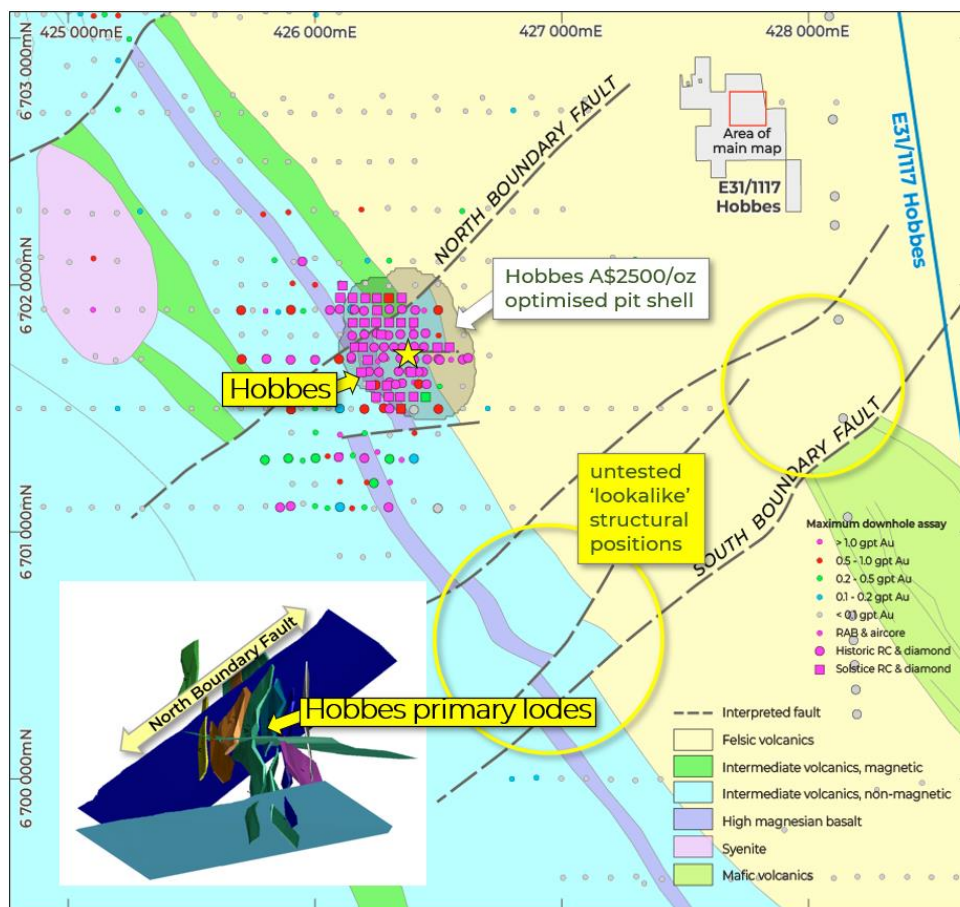 425 000mE
426 000mE
427 000mE
428 000mE
6 703 000mN
6 702 000mN
6 701 000mN
6 700 000mN
NORTH BOUNDARY FAULT
Area of
main map
E31/1117
Hobbes
E31/1117 Hobbes
Hobbes A$2500/oz
optimised pit shell
Hobbes
untested
‘lookalike’
structural
positions
SOUTH BOUNDARY FAULT
Maximum downhole assay
> 1.0 gpt Au
0.5 - 1.0 gpt Au
0.2 - 0.5 gpt Au
0.1 - 0.2 gpt Au
< 0.1 gpt Au
RAB & aircore
Historic RC & diamond
Solstice RC & diamond
North Boundary Fault
Hobbes primary lodes
Interpreted fault
Felsic volcanics
Intermediate volcanics, magnetic
Intermediate volcanics, non-magnetic
High magnesian basalt
Syenite
Mafic volcanics